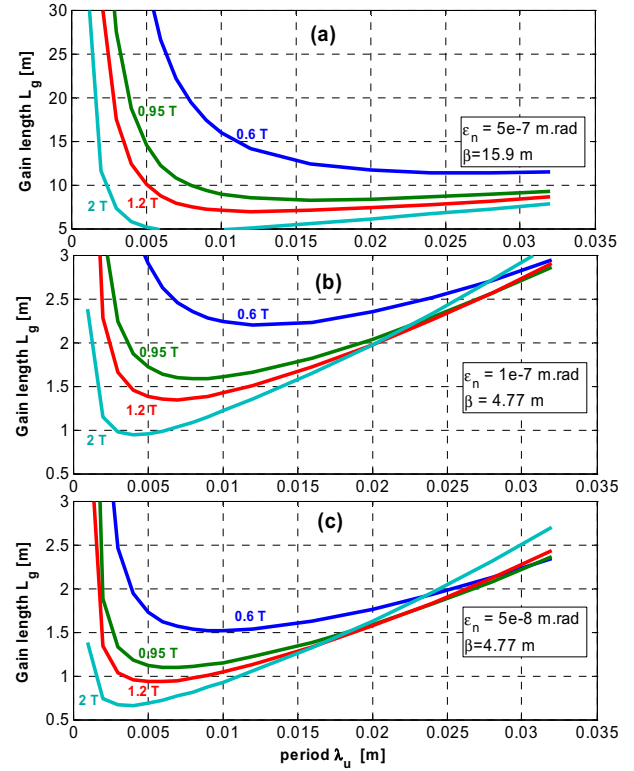 30
25
20
15
10
5
Gain length L_g [m]
(a)
0.95 T
0.6 T
1.2 T
2 T
ε_n = 5e-7 m.rad
β=15.9 m
0
0.005
0.01
0.015
0.02
0.025
0.03
0.035
3
2.5
2
1.5
1
0.5
Gain length L_g [m]
(b)
0.6 T
0.95 T
1.2 T
2 T
ε_n = 1e-7 m.rad
β = 4.77 m
0
0.005
0.01
0.015
0.02
0.025
0.03
0.035
3
2.5
2
1.5
1
0.5
Gain length L_g [m]
(c)
0.6 T
0.95 T
1.2 T
2 T
ε_n = 5e-8 m.rad
β=4.77 m
0
0.005
0.01
0.015
0.02
0.025
0.03
0.035
period λ_u [m]